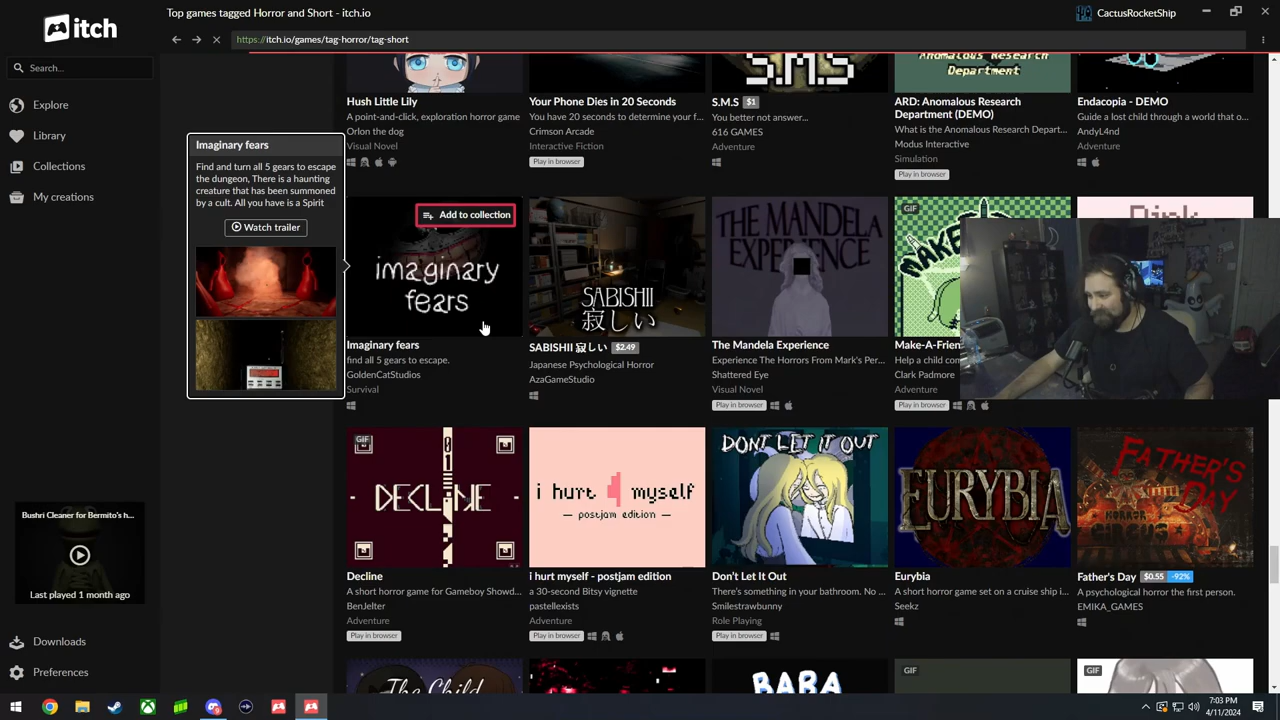 Top games tagged Horror and Short - itch.io
CactusRocketShip
itch
https://itch.io/games/tag-horror/tag-short
Search...
Explore
Library
Collections
My creations
Bushri Cleaner for Bermito's h...
Last played 1 month ago
Downloads
Preferences
S.M.S
Anomalous Research
Department
Hush Little Lily
A point-and-click, exploration horror game
Orlon the dog
Visual Novel
Your Phone Dies in 20 Seconds
You have 20 seconds to determine your f...
Crimson Arcade
Interactive Fiction
Play in browser
S.M.S $1
You better not answer...
616 GAMES
Adventure
ARD: Anomalous Research
Department (DEMO)
What is the Anomalous Research Depart...
Modus Interactive
Simulation
Play in browser
Endacopia - DEMO
Guide a lost child through a world that o...
AndyL4nd
Adventure
Imaginary fears
Find and turn all 5 gears to escape
the dungeon, There is a haunting
creature that has been summoned
by a cult. All you have is a Spirit
Watch trailer
Add to collection
imaginary
fears
Imaginary fears
find all 5 gears to escape.
GoldenCatStudios
Survival
SABISHII
寂しい
SABISHII 寂しい $2.49
Japanese Psychological Horror
AzaGameStudio
THE MANDELA
EXPERIENCE
The Mandela Experience
Experience The Horrors From Mark's Per...
Shattered Eye
Visual Novel
Play in browser
GIF
MAKE
Make-A-Frien
Help a child con
Clark Padmore
Adventure
Play in browser
GIF
DECLINE
Decline
A short horror game for Gameboy Showd...
BenJelter
Adventure
Play in browser
i hurt myself
— postjam edition —
i hurt myself - postjam edition
a 30-second Bitsy vignette
pastellexists
Adventure
Play in browser
DON'T LET IT OUT
Don't Let It Out
There's something in your bathroom. No ...
Smilestrawbunny
Role Playing
Play in browser
EURYBIA
Eurybia
A short horror game set on a cruise ship i...
Seekz
FATHER'S
DAY
HORROR
CIRCUS
Father's Day $0.55 -92%
A psychological horror the first person.
EMIKA_GAMES
The Child
BABA
GIF
GIF
7:03 PM
4/11/2024